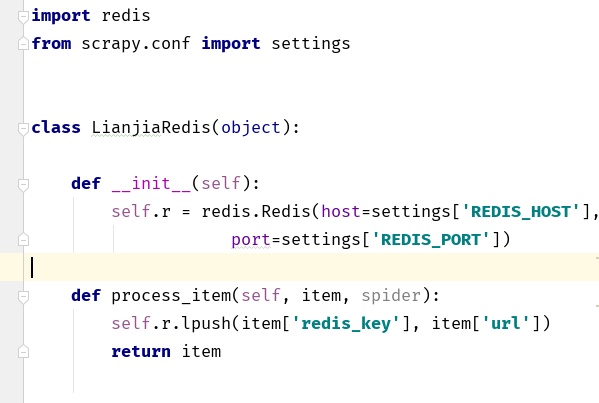 import redis
from scrapy.conf import settings
class LianjiaRedis(object):
def __init__(self):
self.r = redis.Redis(host=settings['REDIS_HOST'],
port=settings['REDIS_PORT'])
def process_item(self, item, spider):
self.r.lpush(item['redis_key'], item['url'])
return item